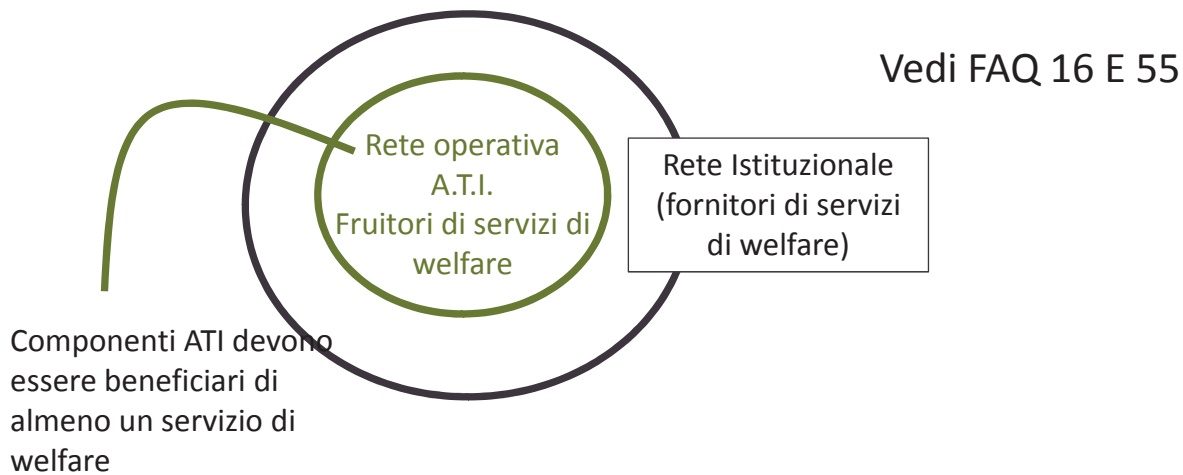 Vedi FAQ 16 E 55
Rete operativa
A.T.I.
Fruitori di servizi di
welfare
Rete Istituzionale
(fornitori di servizi
di welfare)
Componenti ATI devono
essere beneficiari di
almeno un servizio di
welfare